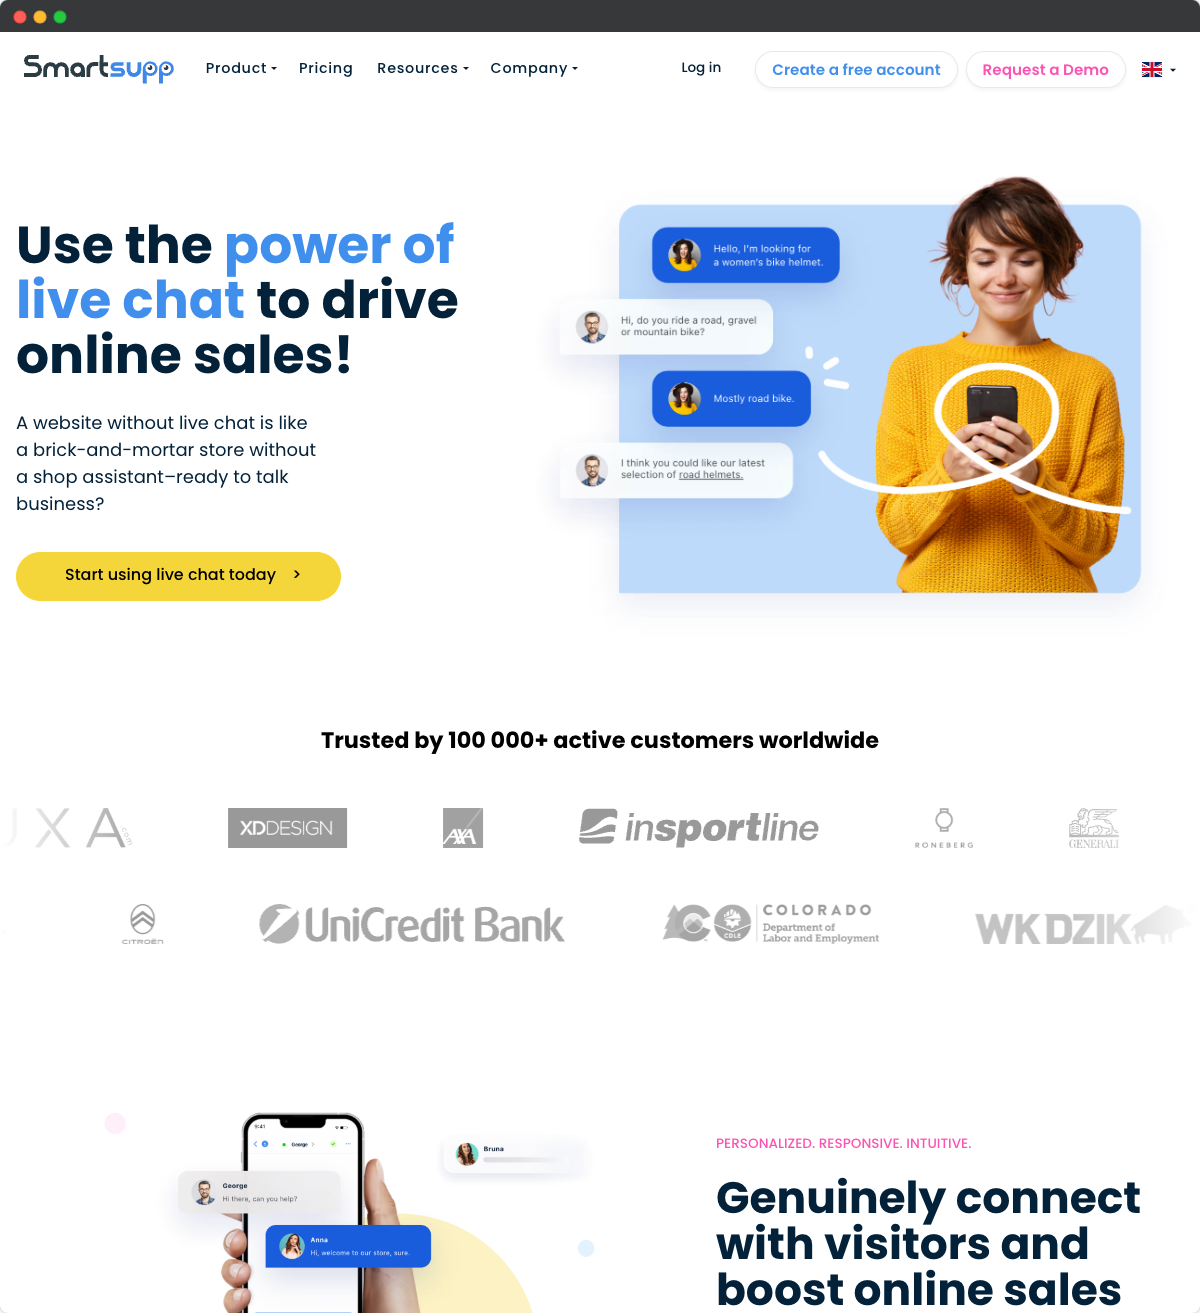 Smartsupp
Product
Pricing
Resources
Company
Log in
Create a free account
Request a Demo
Use the power of
live chat to drive
online sales!
A website without live chat is like
a brick-and-mortar store without
a shop assistant–ready to talk
business?
Start using live chat today >
Hello, I'm looking for
a women's bike helmet.
Hi, do you ride a road, gravel
or mountain bike?
Mostly road bike.
I think you could like our latest
selection of road helmets.
Trusted by 100 000+ active customers worldwide
UXA.com
XDDESIGN
AXA
insportline
RONEBERG
GENERALI
CITROËN
UniCredit Bank
CDLE
COLORADO
Department of
Labor and Employment
WK DZIK
9:41
George
Bruna
George
Hi there, can you help?
Anna
Hi, welcome to our store, sure.
PERSONALIZED. RESPONSIVE. INTUITIVE.
Genuinely connect
with visitors and
boost online sales